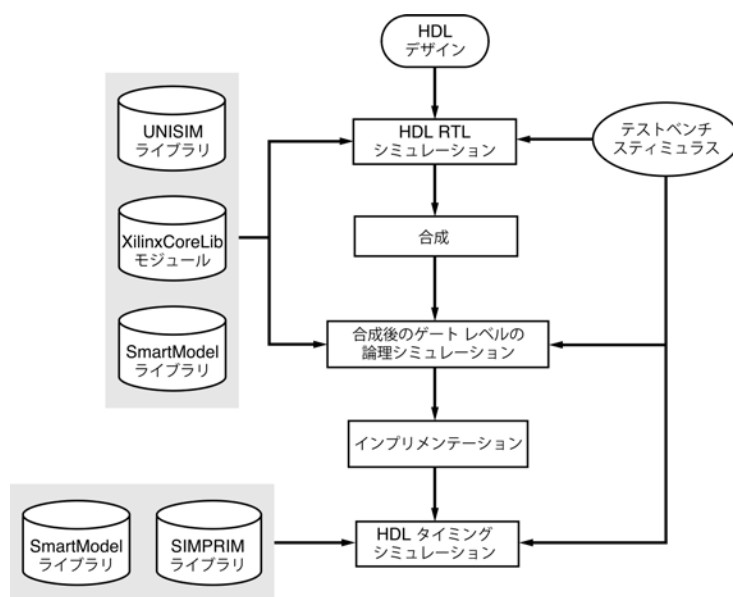 HDL
デザイン
UNISIM
ライブラリ
HDL RTL
シミュレーション
テストベンチ
スティミュラス
XilinxCoreLib
モジュール
合成
SmartModel
ライブラリ
合成後のゲート レベルの
論理シミュレーション
インプリメンテーション
SmartModel
ライブラリ
SIMPRIM
ライブラリ
HDL タイミング
シミュレーション